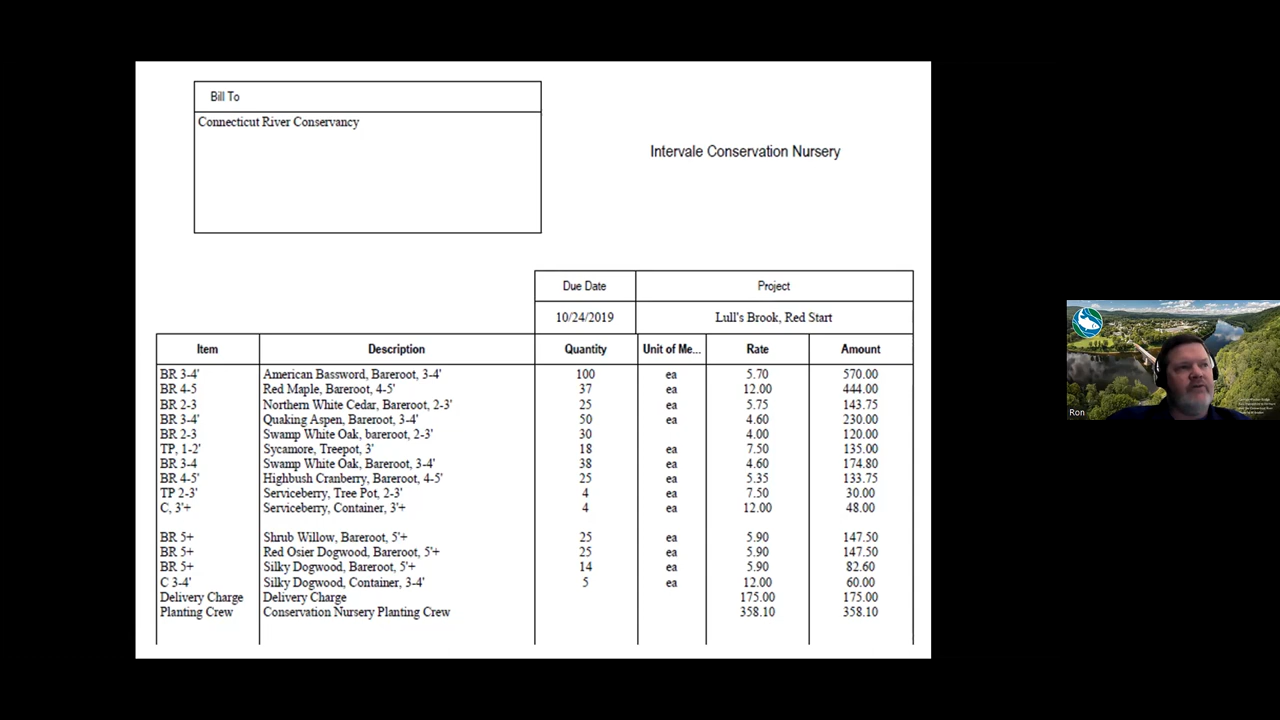 Bill To
Connecticut River Conservancy
Intervale Conservation Nursery
Due Date Project
10/24/2019 Lull's Brook, Red Start
Item Description Quantity Unit of Me... Rate Amount
BR 3-4' American Bassword, Bareroot, 3-4' 100 ea 5.70 570.00
BR 4-5 Red Maple, Bareroot, 4-5' 37 ea 12.00 444.00
BR 2-3 Northern White Cedar, Bareroot, 2-3' 25 ea 5.75 143.75
BR 3-4' Quaking Aspen, Bareroot, 3-4' 50 ea 4.60 230.00
BR 2-3 Swamp White Oak, bareroot, 2-3' 30 4.00 120.00
TP, 1-2' Sycamore, Treepot, 3' 18 ea 7.50 135.00
BR 3-4 Swamp White Oak, Bareroot, 3-4' 38 ea 4.60 174.80
BR 4-5' Highbush Cranberry, Bareroot, 4-5' 25 ea 5.35 133.75
TP 2-3' Serviceberry, Tree Pot, 2-3' 4 ea 7.50 30.00
C, 3'+ Serviceberry, Container, 3'+ 4 ea 12.00 48.00
BR 5+ Shrub Willow, Bareroot, 5'+ 25 ea 5.90 147.50
BR 5+ Red Osier Dogwood, Bareroot, 5'+ 25 ea 5.90 147.50
BR 5+ Silky Dogwood, Bareroot, 5'+ 14 ea 5.90 82.60
C 3-4' Silky Dogwood, Container, 3-4' 5 ea 12.00 60.00
Delivery Charge Delivery Charge 175.00 175.00
Planting Crew Conservation Nursery Planting Crew 358.10 358.10
Ron